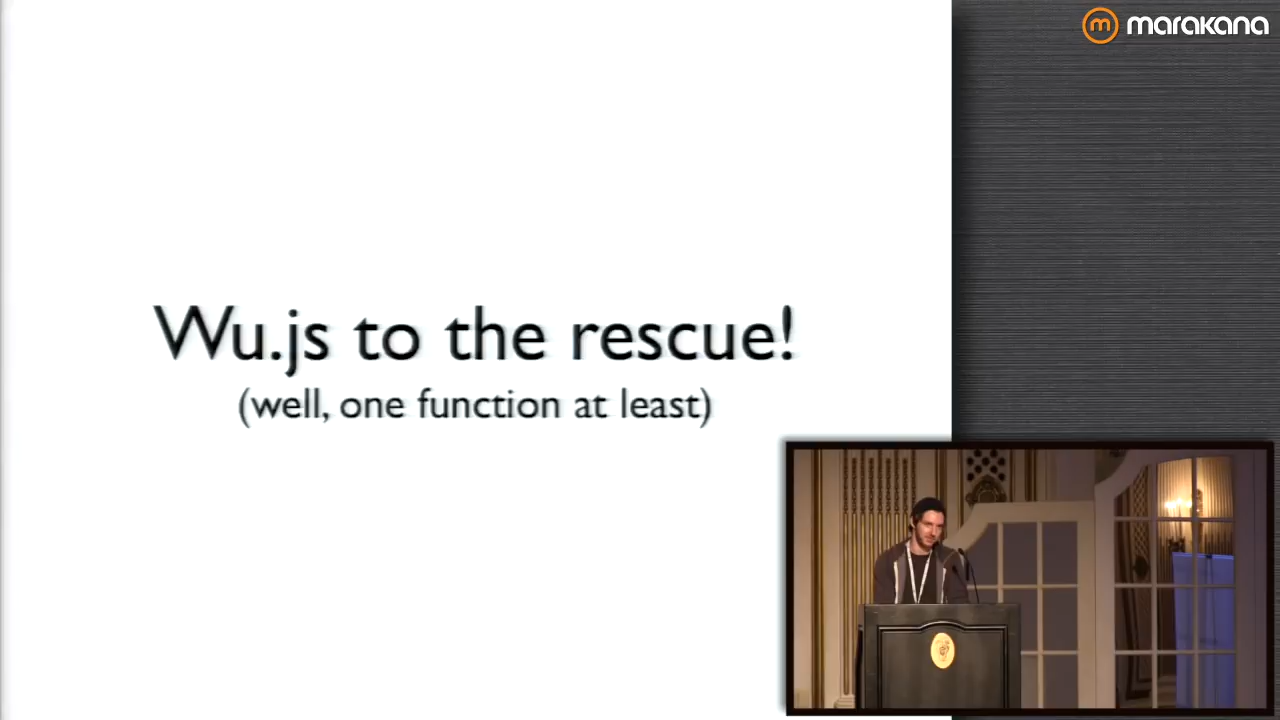 marakana
Wu.js to the rescue!
(well, one function at least)